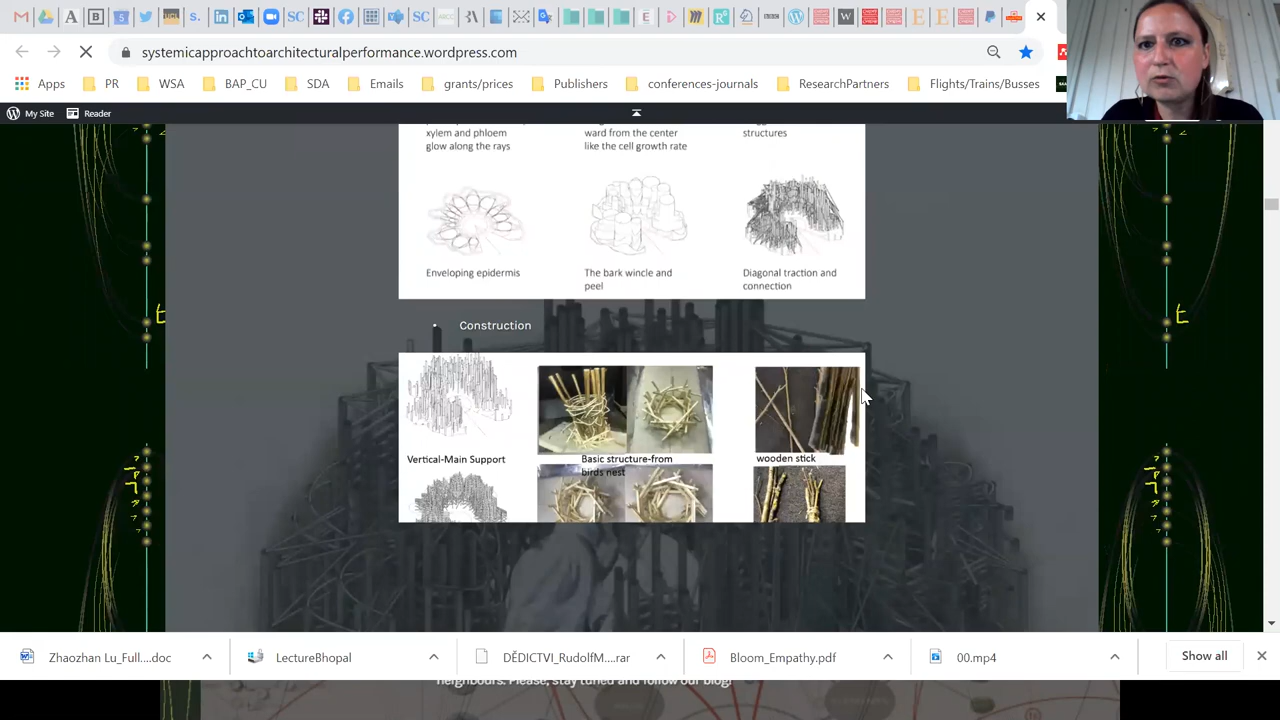 systemicapproachtoarchitecturalperformance.wordpress.com
Apps PR WSA BAP_CU SDA Emails grants/prices Publishers conferences-journals ResearchPartners Flights/Trains/Busses
My Site Reader
xylem and phloem
glow along the rays
ward from the center
like the cell growth rate
structures
Enveloping epidermis
The bark wincle and
peel
Diagonal traction and
connection
• Construction
Vertical-Main Support
Basic structure-from
birds nest
wooden stick
t
t
neighbours. Please, stay tuned and follow our blog!
Zhaozhan Lu_Full....doc
LectureBhopal
DĚDICTVI_RudolfM....rar
Bloom_Empathy.pdf
00.mp4
Show all